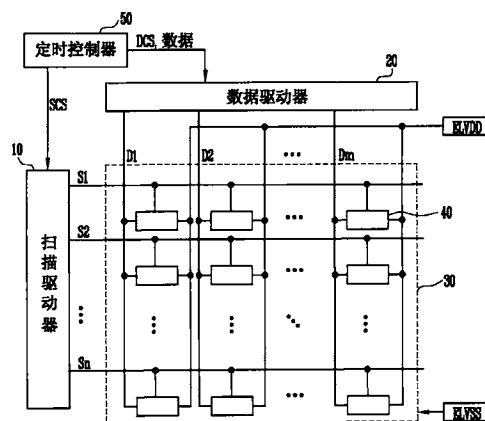 50
定时控制器
DCS, 数据
20
数据驱动器
SCS
ELVDD
10
D1
D2
Dm
S1
40
S2
扫描驱动器
30
Sn
ELVSS